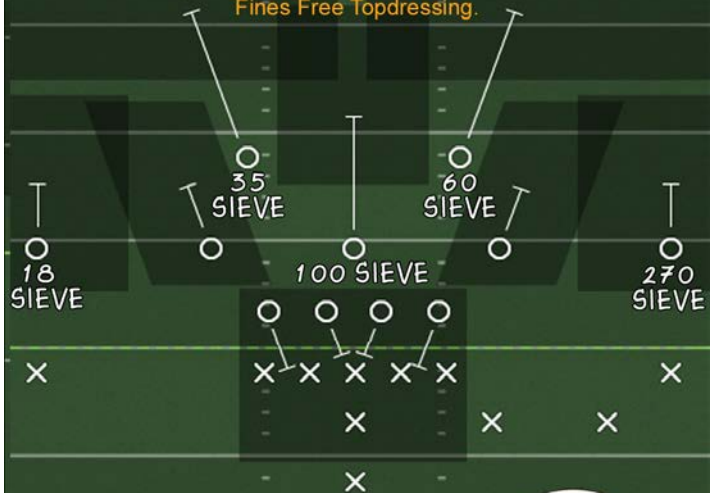 Fines Free Topdressing.
35
SIEVE
60
SIEVE
18
SIEVE
100 SIEVE
270
SIEVE